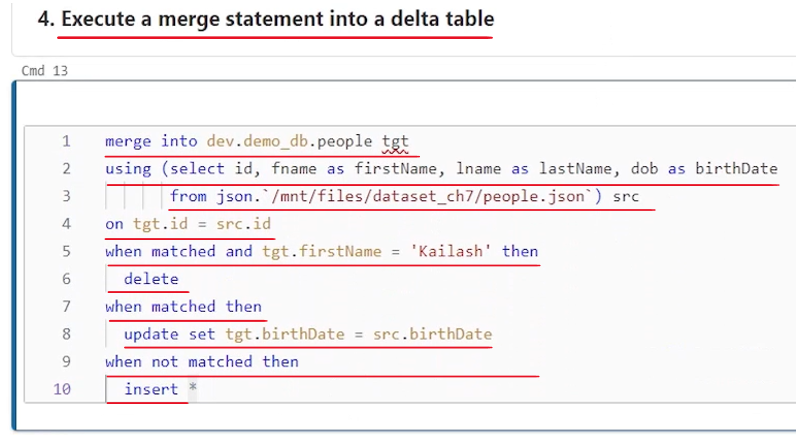 4. Execute a merge statement into a delta table
Cmd 13
1 merge into dev.demo_db.people tgt
2 using (select id, fname as firstName, lname as lastName, dob as birthDate
3 from json.`/mnt/files/dataset_ch7/people.json`) src
4 on tgt.id = src.id
5 when matched and tgt.firstName = 'Kailash' then
6 delete
7 when matched then
8 update set tgt.birthDate = src.birthDate
9 when not matched then
10 insert *